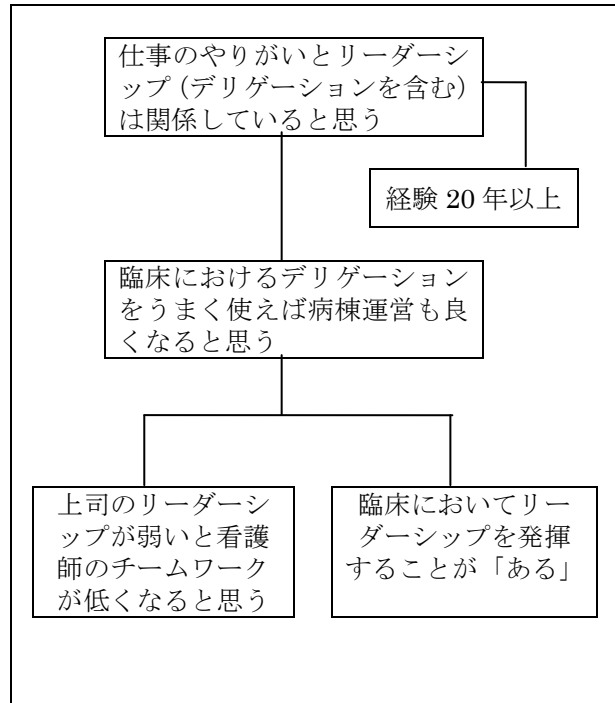 仕事のやりがいとリーダーシ
ップ（デリゲーションを含む）
は関係していると思う
経験 20 年以上
臨床におけるデリゲーション
をうまく使えば病棟運営も良
くなると思う
上司のリーダーシ
ップが弱いと看護
師のチームワーク
が低くなると思う
臨床においてリー
ダーシップを発揮
することが「ある」